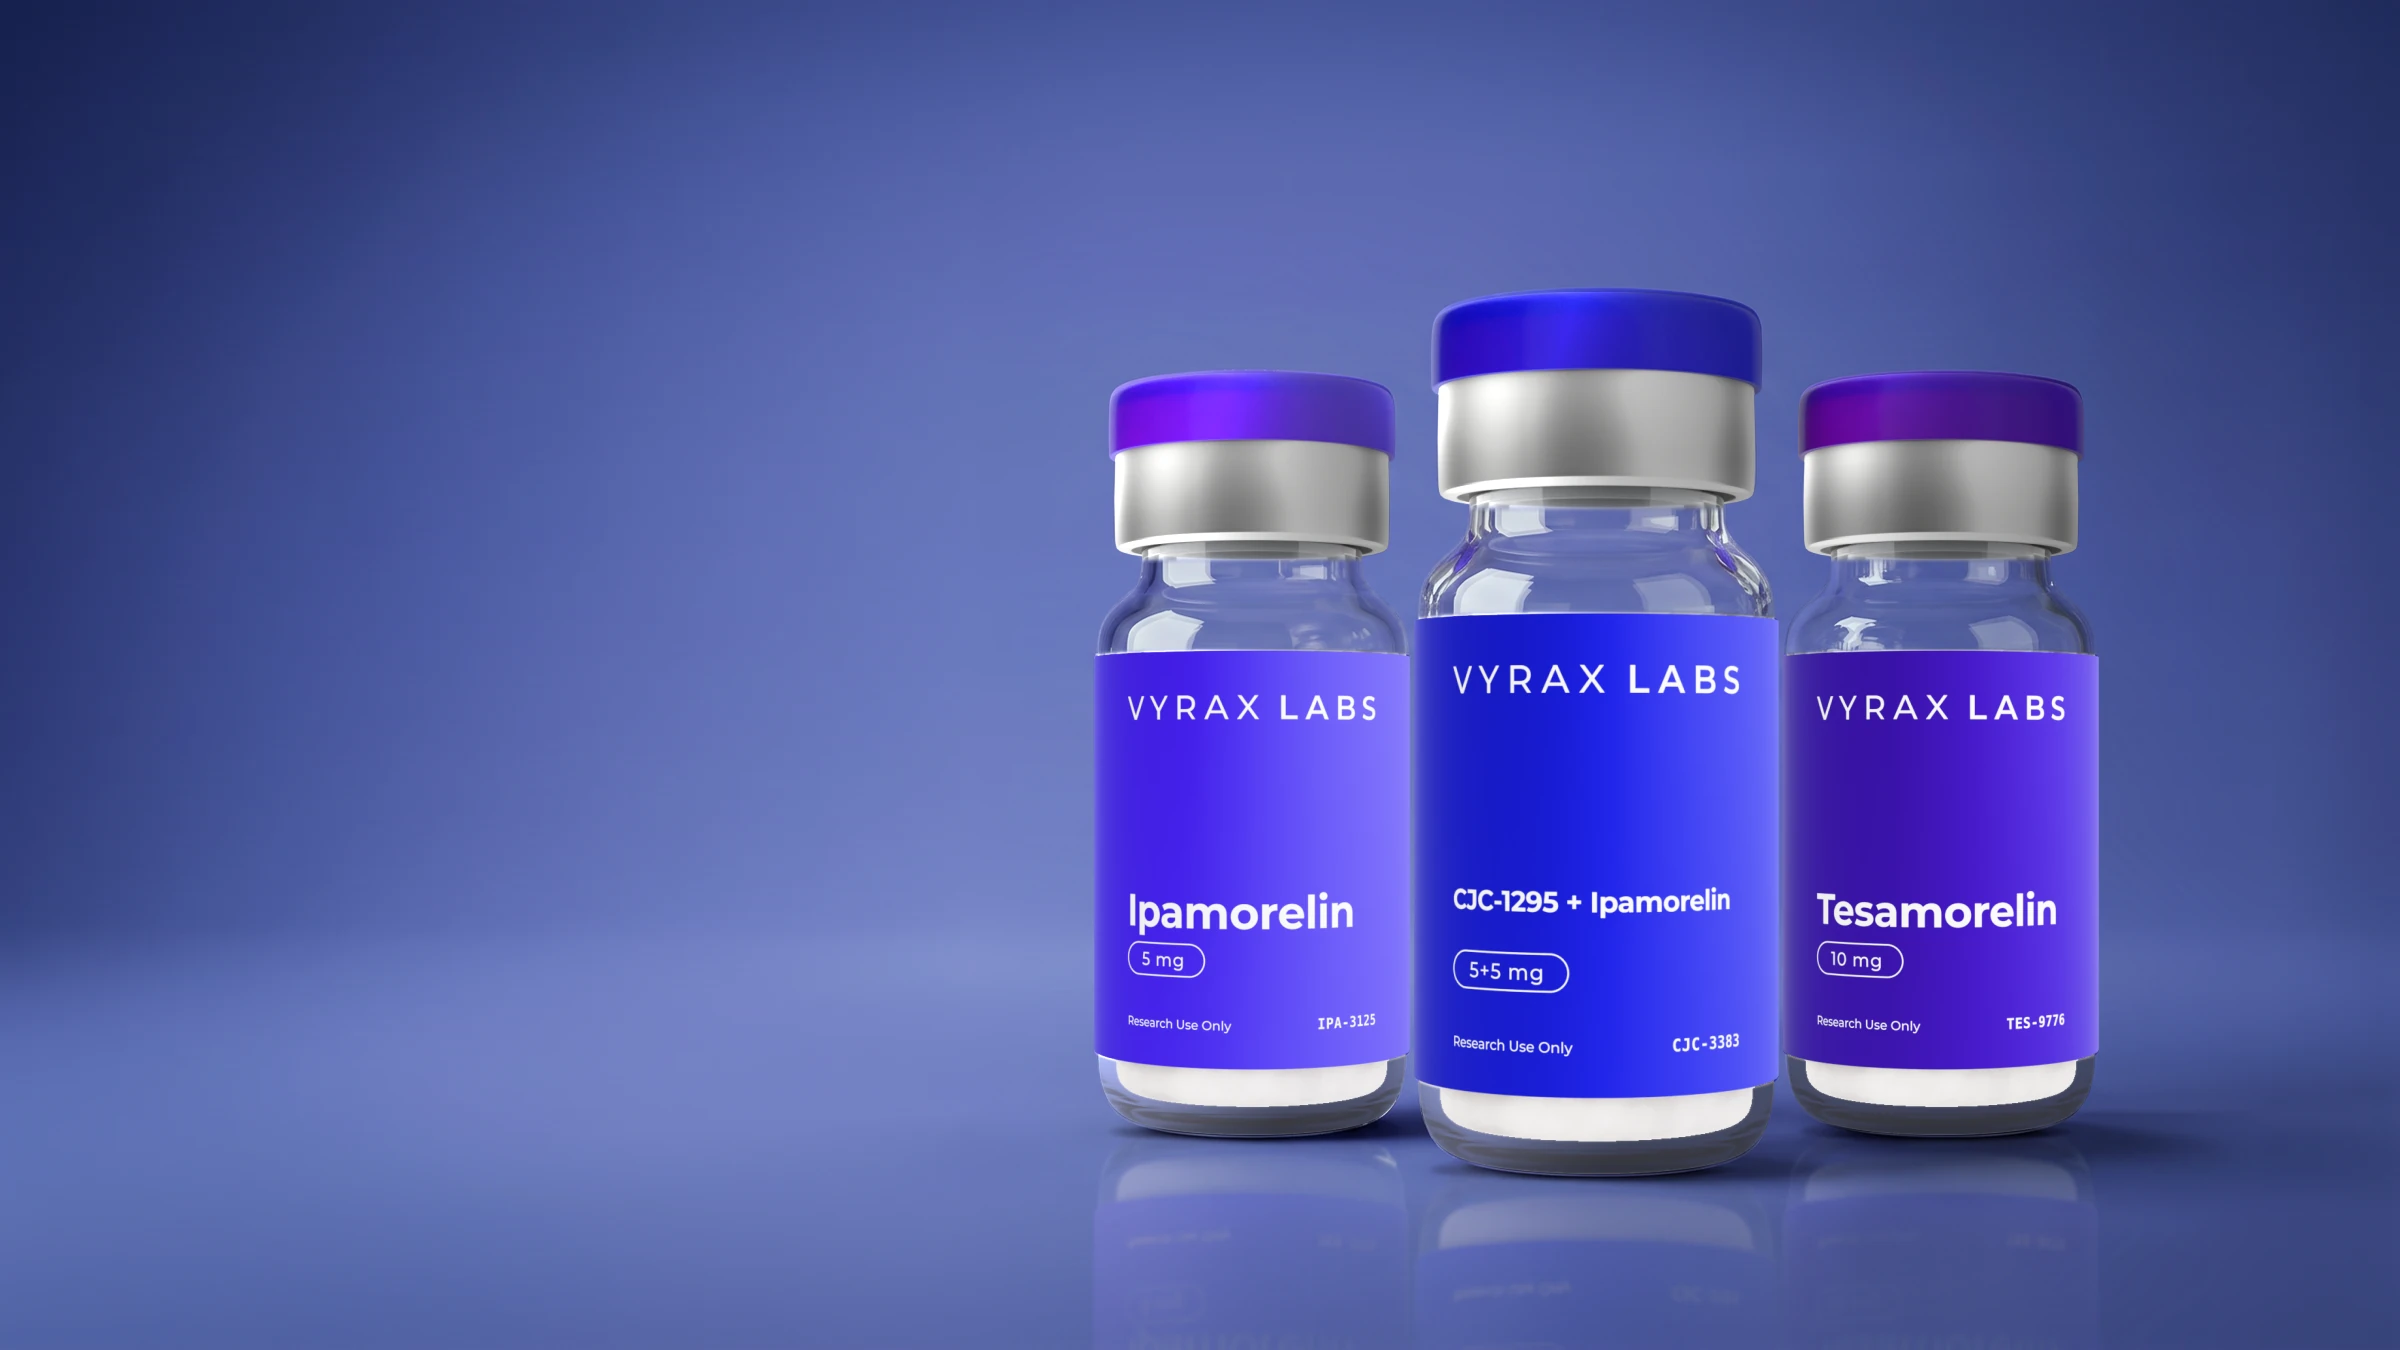 VYRAX LABS
Ipamorelin
5 mg
Research Use Only
IPA-3125
VYRAX LABS
CJC-1295 + Ipamorelin
5+5 mg
Research Use Only
CJC-3383
VYRAX LABS
Tesamorelin
10 mg
Research Use Only
TES-9776